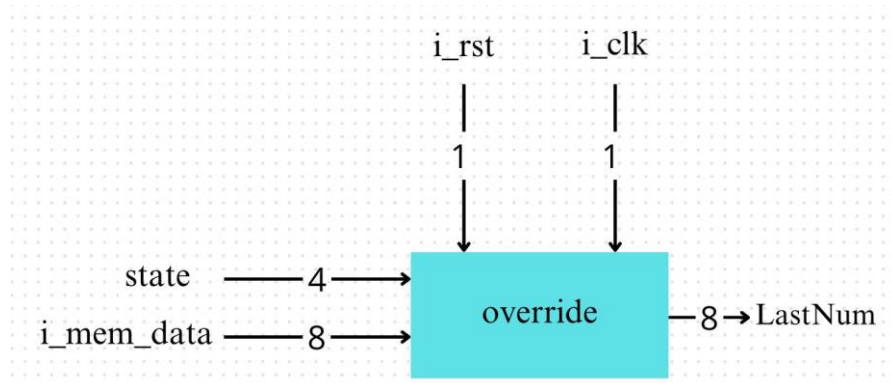 i_rst i_clk
1 1
state 4
override
8 LastNum
i_mem_data 8